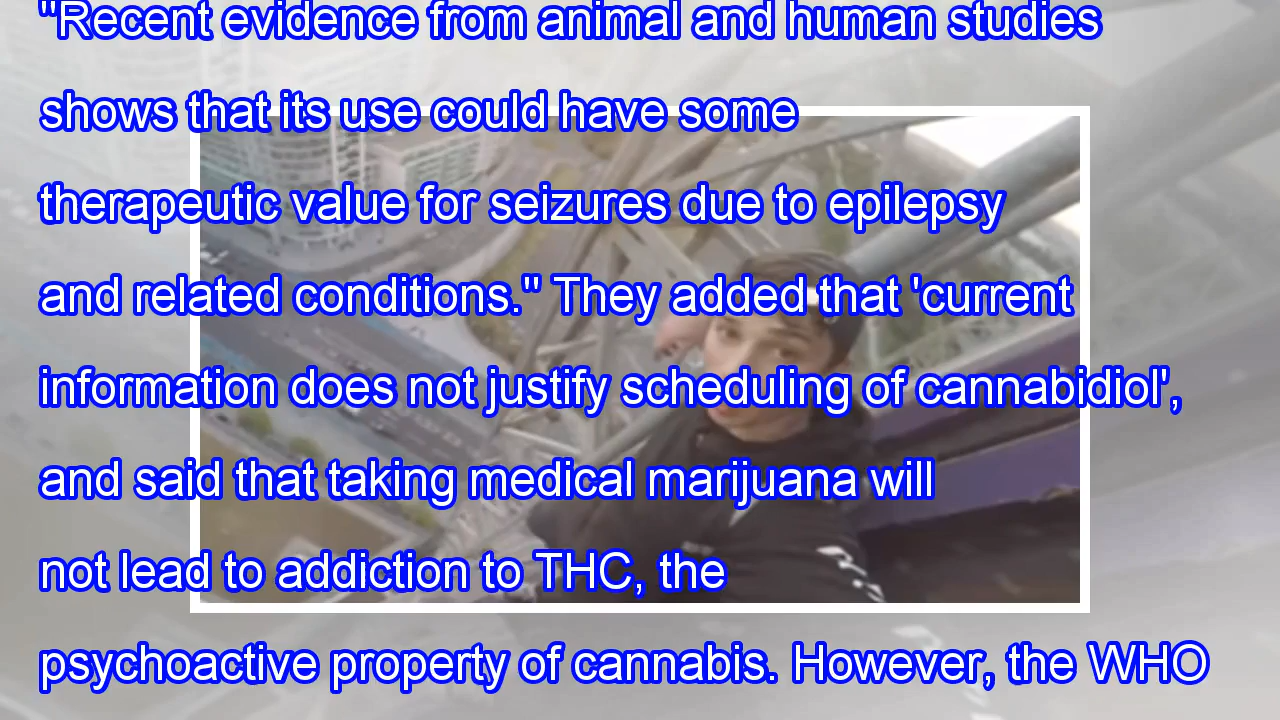 "Recent evidence from animal and human studies
shows that its use could have some
therapeutic value for seizures due to epilepsy
and related conditions." They added that 'current
information does not justify scheduling of cannabidiol',
and said that taking medical marijuana will
not lead to addiction to THC, the
psychoactive property of cannabis. However, the WHO